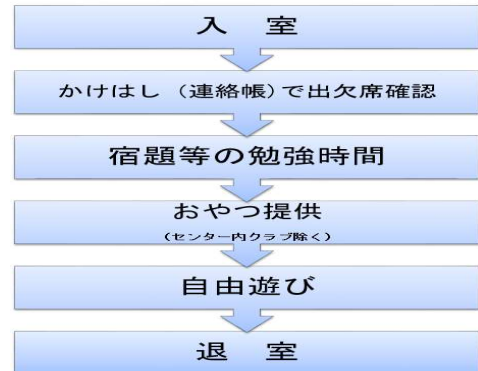 入　室
かけはし（連絡帳）で出欠席確認
宿題等の勉強時間
おやつ提供
（センター内クラブ除く）
自由遊び
退　室